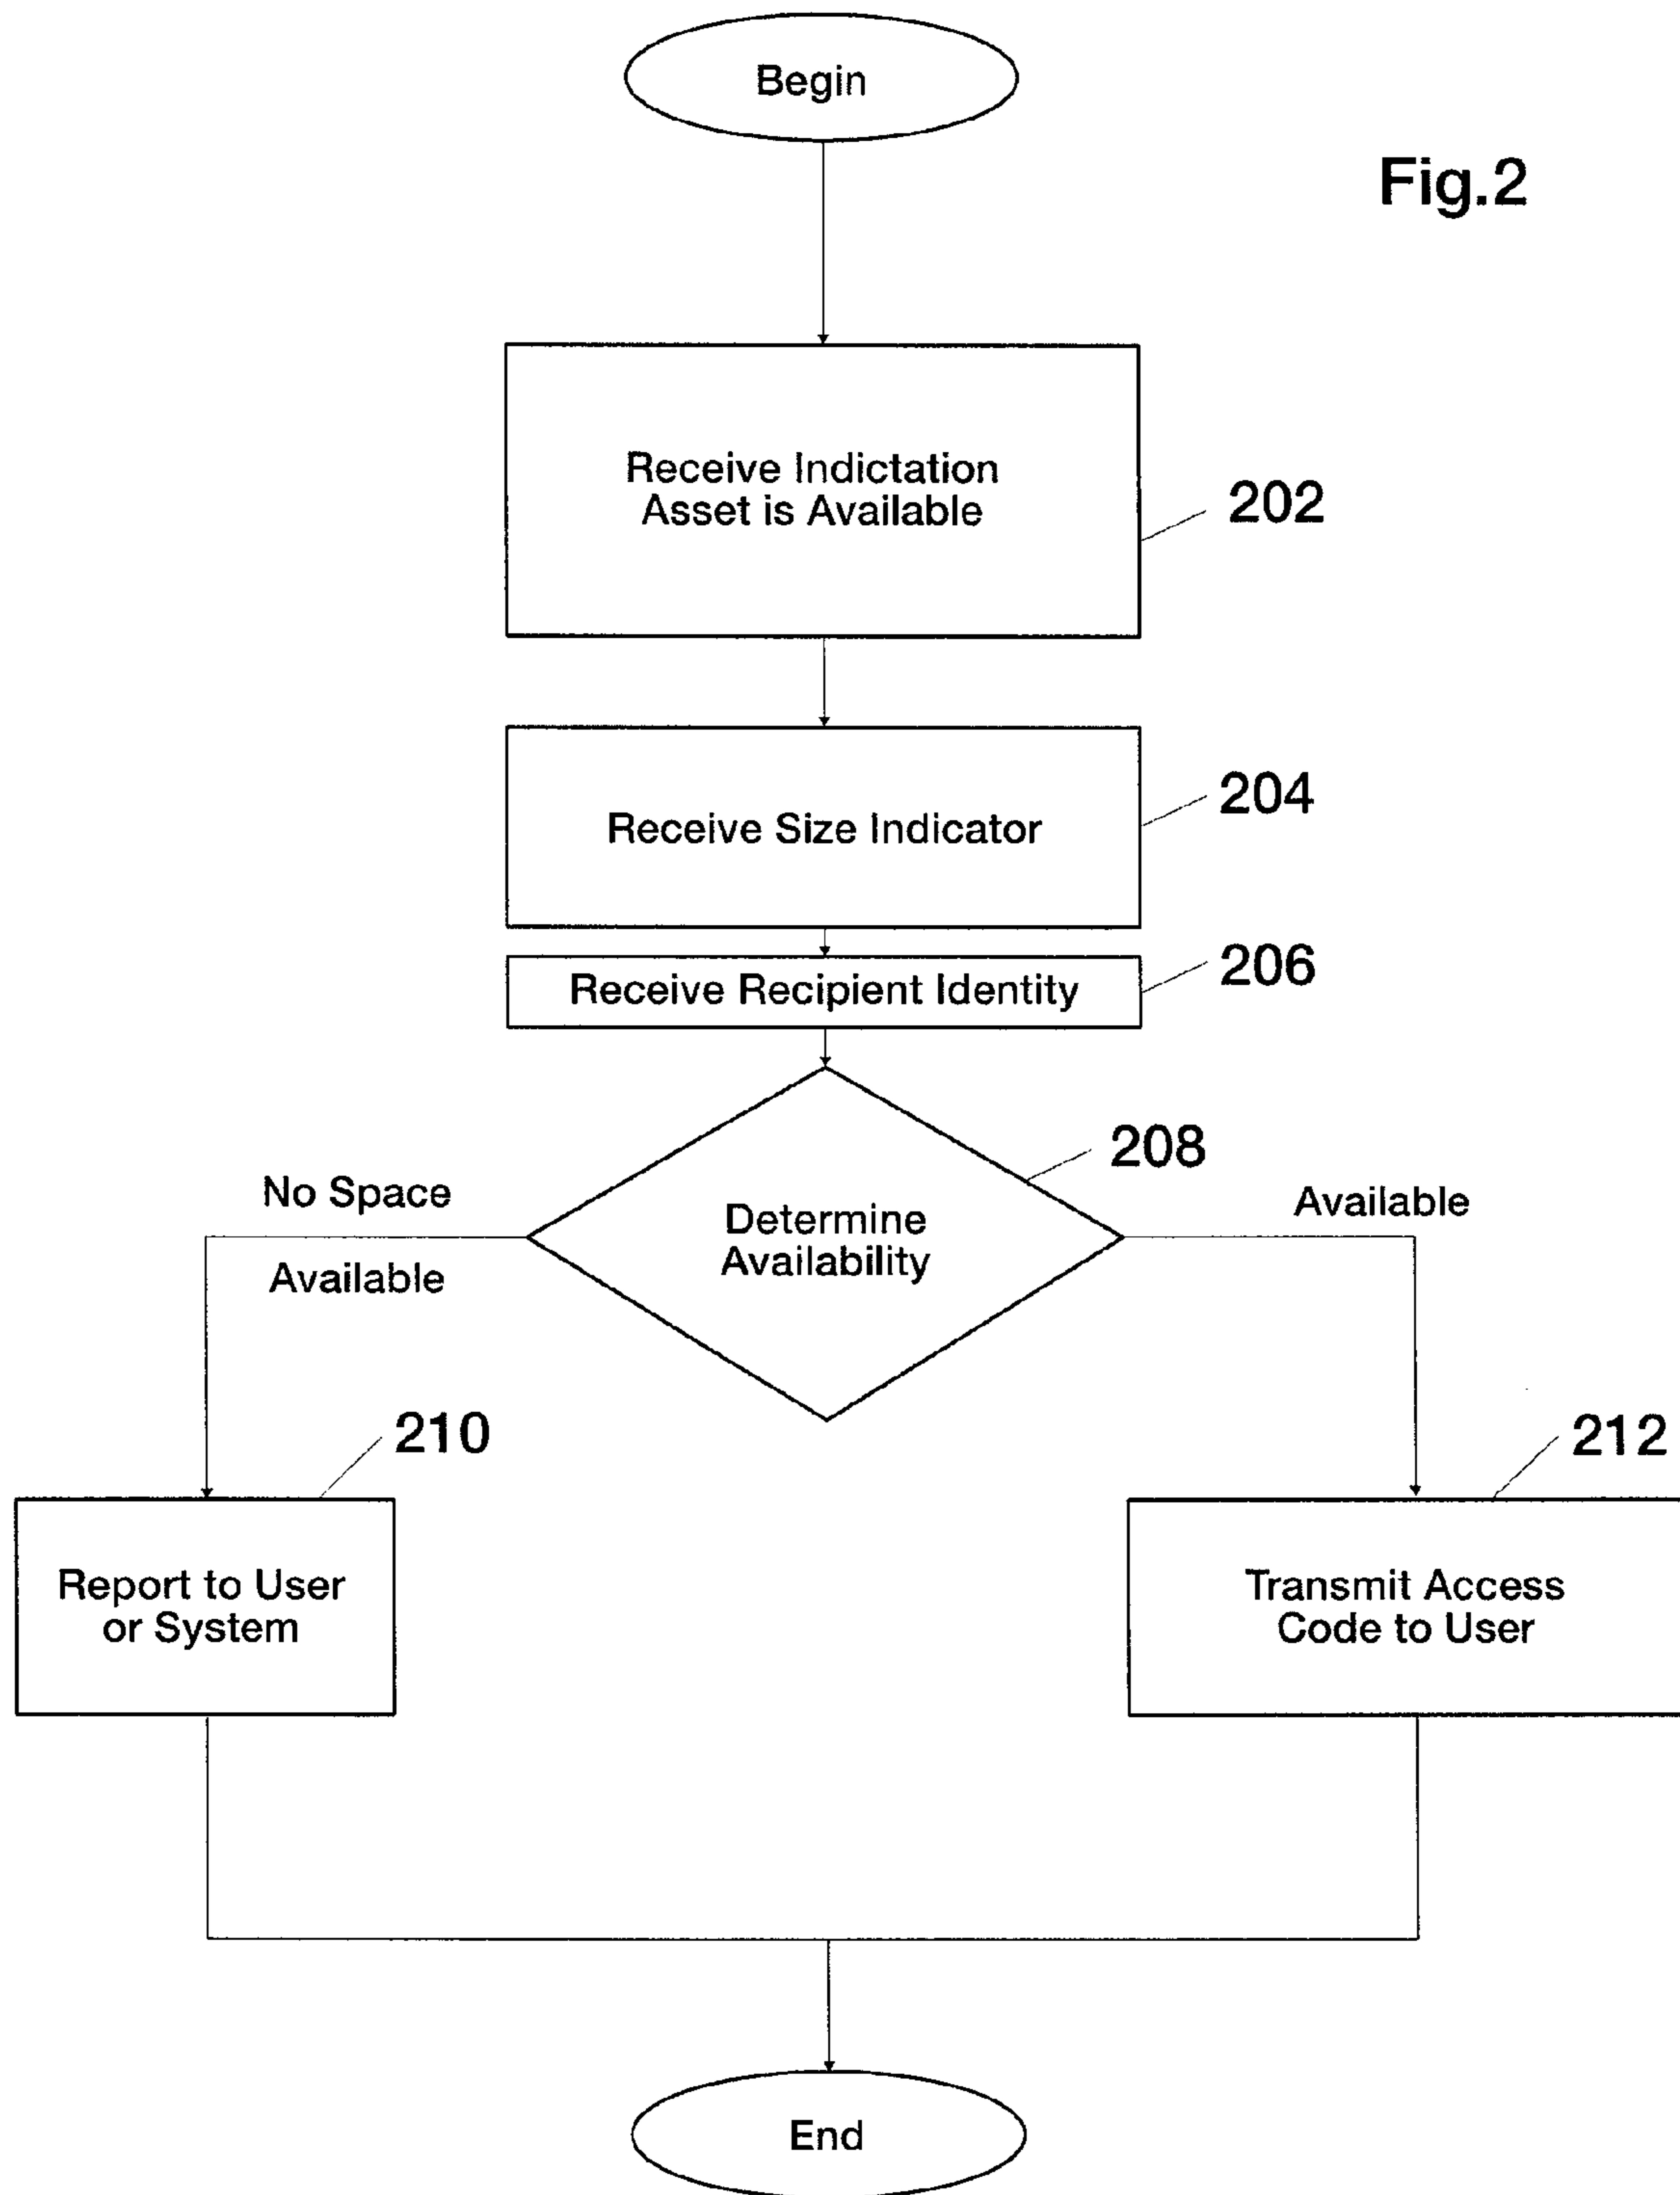 Begin
Fig.2
Receive Indictation
Asset is Available
202
Receive Size Indicator
204
Receive Recipient Identity
206
208
Determine
Availability
No Space
Available
Available
210
Report to User
or System
212
Transmit Access
Code to User
End